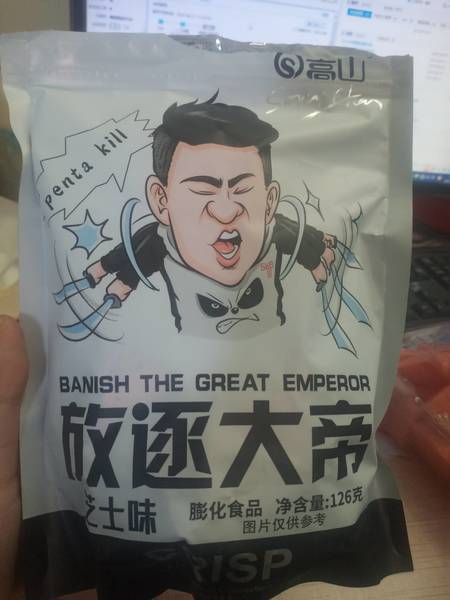 高山
Penta kill
BANISH THE GREAT EMPEROR
放逐大帝
芝士味
膨化食品 净含量:126克
图片仅供参考
RISP